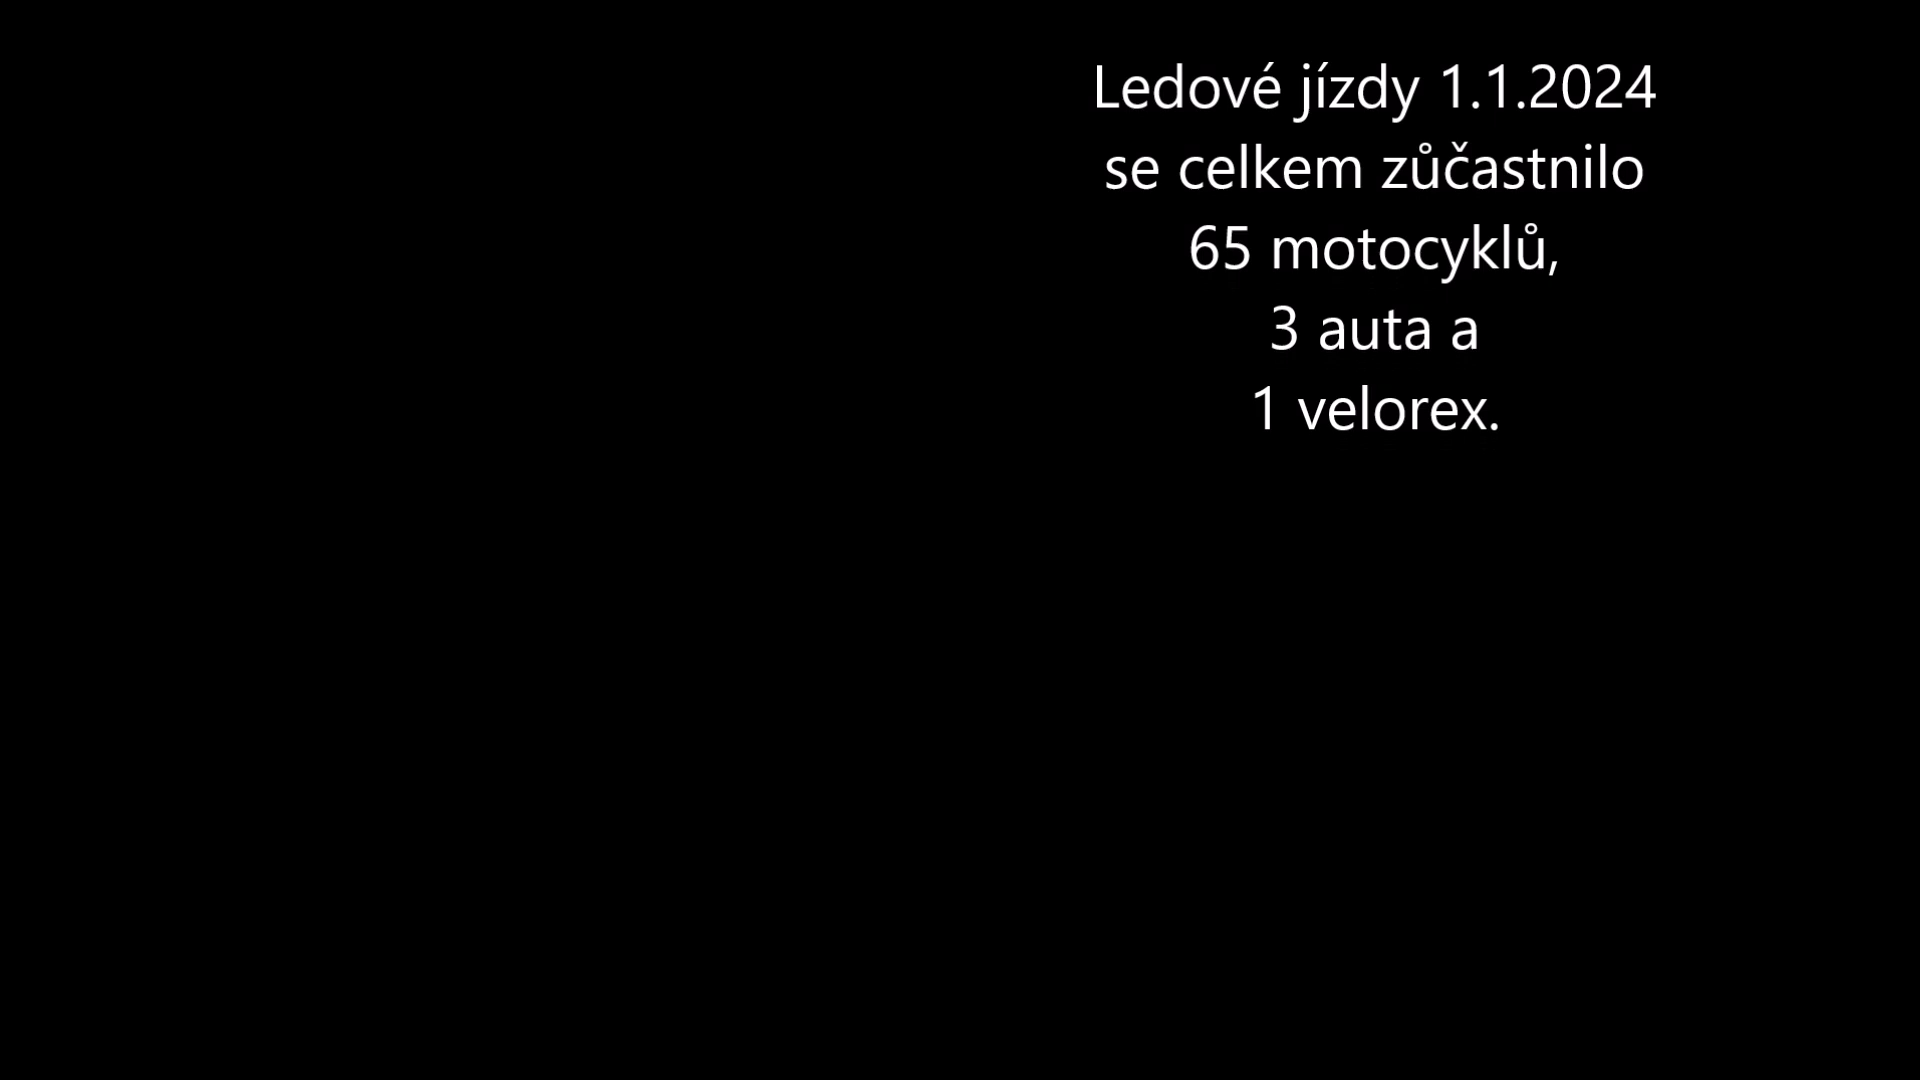 Ledové jízdy 1.1.2024
se celkem zůčastnilo
65 motocyklů,
3 auta a
1 velorex.